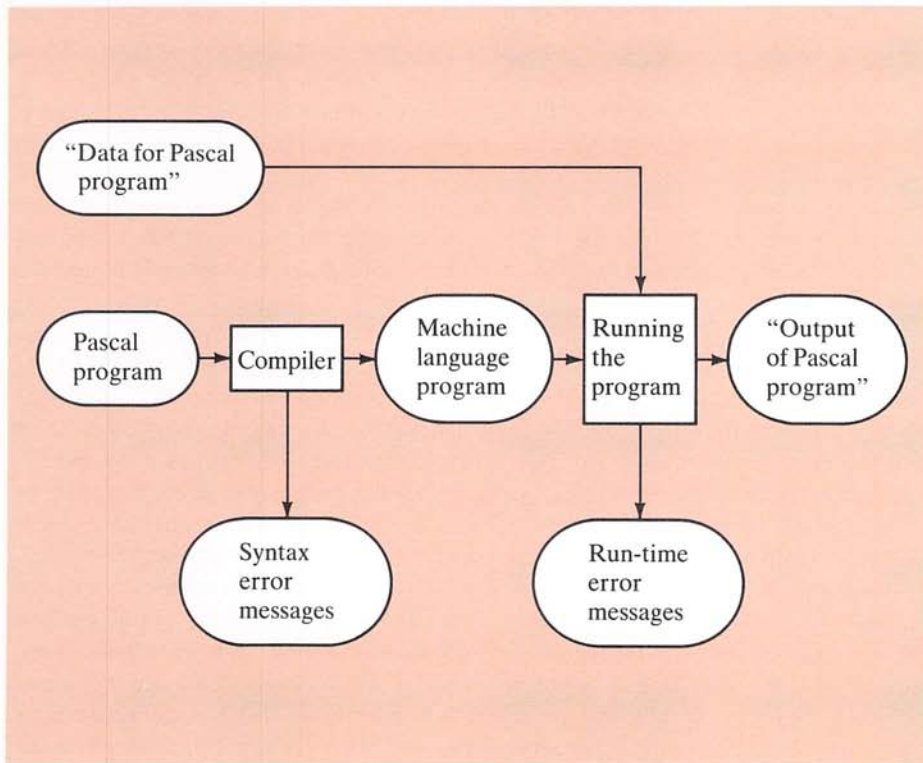 “Data for Pascal
program”
Pascal
program
Compiler
Machine
language
program
Running
the
program
“Output
of Pascal
program”
Syntax
error
messages
Run-time
error
messages